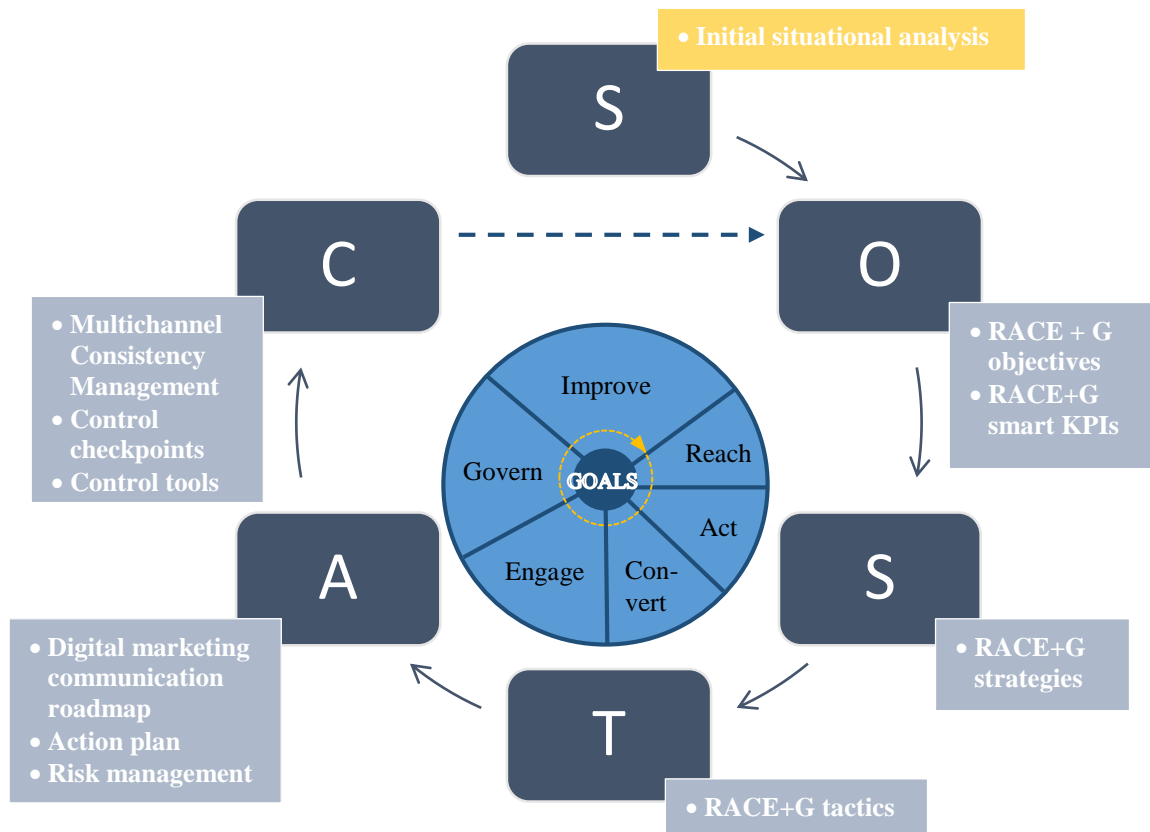 S
• Initial situational analysis
O
• RACE + G
objectives
• RACE+G
smart KPIs
S
• RACE+G
strategies
T
• RACE+G tactics
A
• Digital marketing
communication
roadmap
• Action plan
• Risk management
C
• Multichannel
Consistency
Management
• Control
checkpoints
• Control tools
Improve
Reach
Act
Con-
vert
Engage
Govern
GOALS